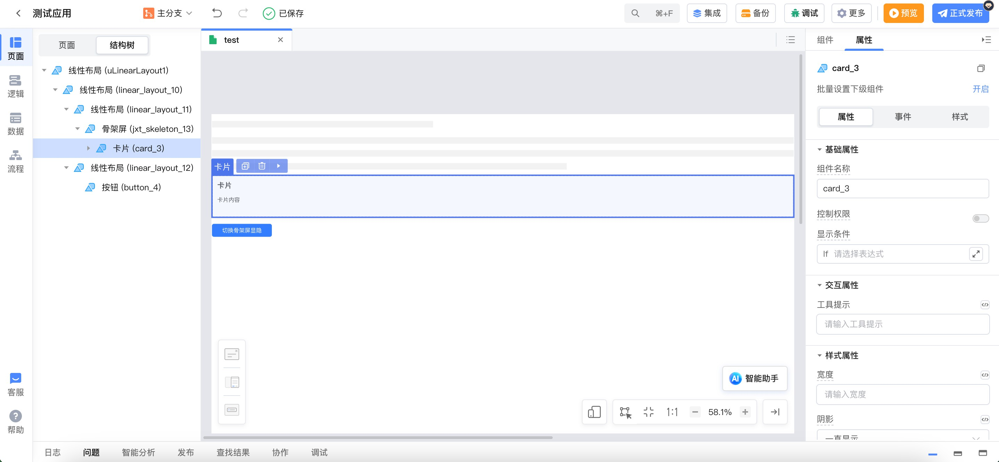 测试应用
主分支
已保存
⌘+F
集成
备份
调试
更多
预览
正式发布
页面
逻辑
数据
流程
客服
帮助
页面
结构树
线性布局 (uLinearLayout1)
线性布局 (linear_layout_10)
线性布局 (linear_layout_11)
骨架屏 (jxt_skeleton_13)
卡片 (card_3)
线性布局 (linear_layout_12)
按钮 (button_4)
test
卡片
卡片
卡片内容
切换骨架屏显隐
AI 智能助手
1:1
58.1%
组件
属性
card_3
批量设置下级组件
开启
属性
事件
样式
基础属性
组件名称
card_3
控制权限
显示条件
If 请选择表达式
交互属性
工具提示
请输入工具提示
样式属性
宽度
请输入宽度
阴影
一直显示
日志
问题
智能分析
发布
查找结果
协作
调试